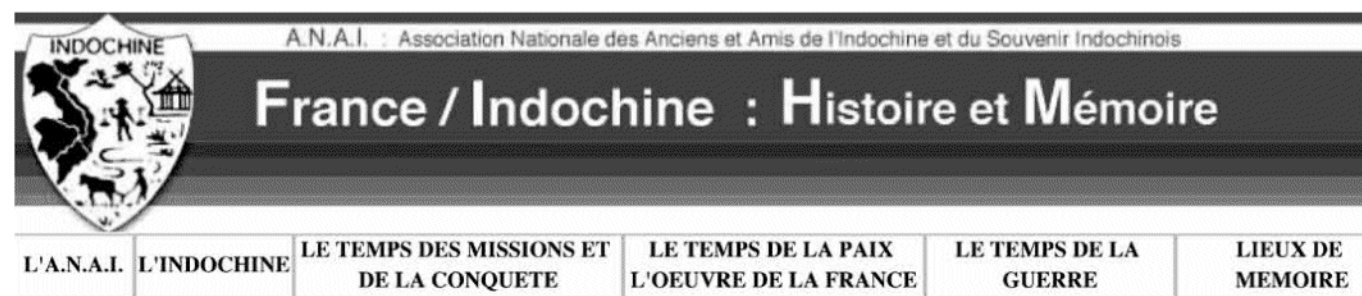 INDOCHINE
A.N.A.I. : Association Nationale des Anciens et Amis de l'Indochine et du Souvenir Indochinois
France / Indochine : Histoire et Mémoire
L'A.N.A.I.
L'INDOCHINE
LE TEMPS DES MISSIONS ET
DE LA CONQUETE
LE TEMPS DE LA PAIX
L'OEUVRE DE LA FRANCE
LE TEMPS DE LA
GUERRE
LIEUX DE
MEMOIRE